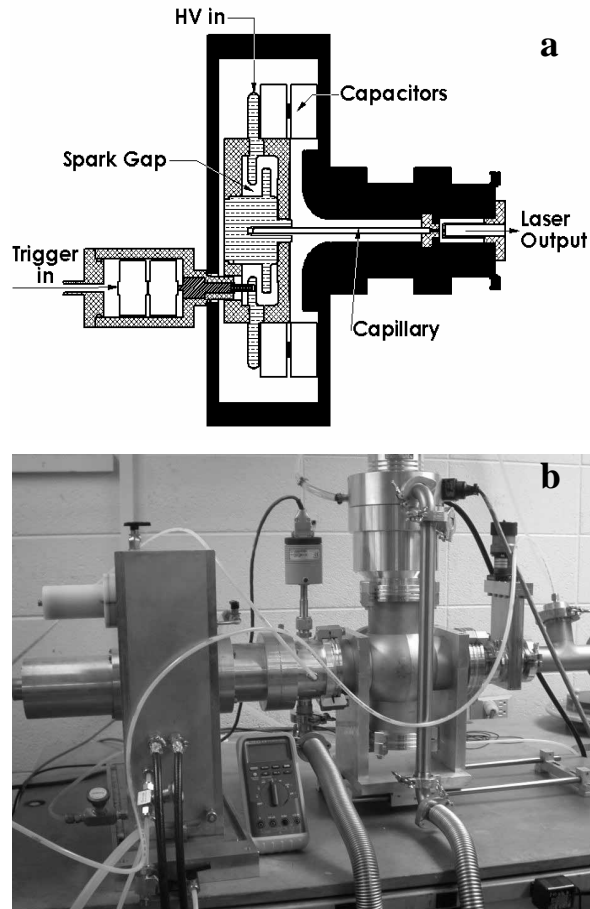 HV in
a
Capacitors
Spark Gap
Laser
Output
Trigger
in
Capillary
b